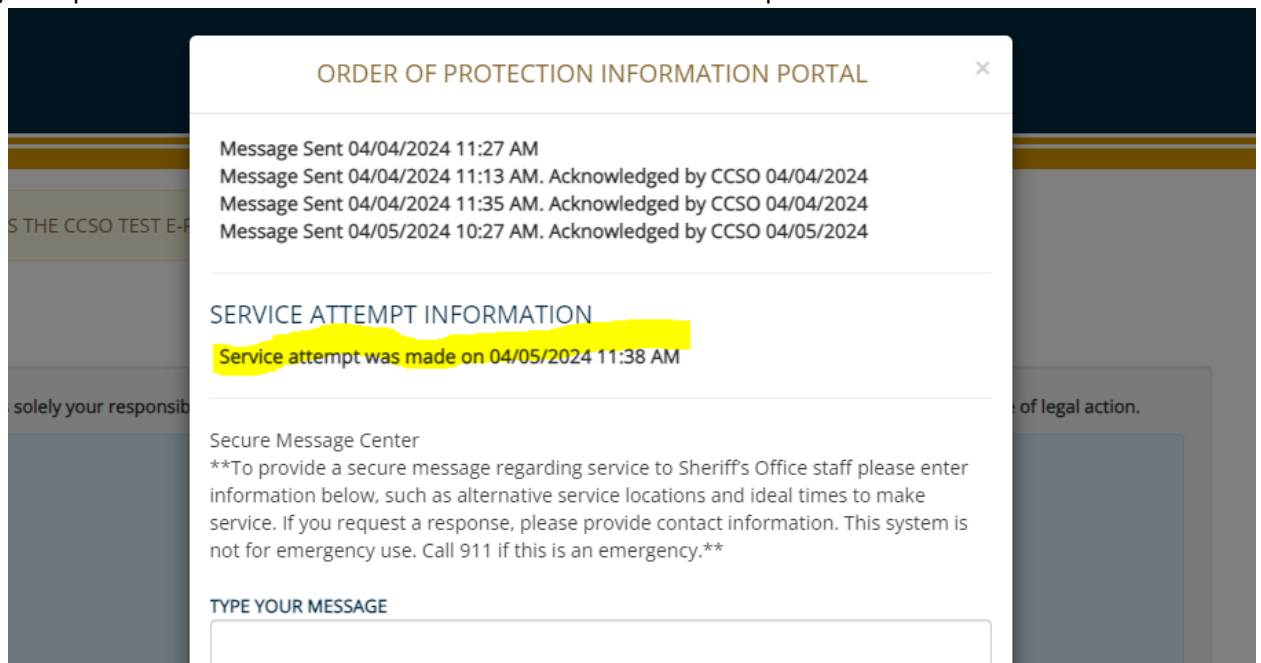 ORDER OF PROTECTION INFORMATION PORTAL ×
Message Sent 04/04/2024 11:27 AM
Message Sent 04/04/2024 11:13 AM. Acknowledged by CCSO 04/04/2024
Message Sent 04/04/2024 11:35 AM. Acknowledged by CCSO 04/04/2024
S THE CCSO TEST E-
Message Sent 04/05/2024 10:27 AM. Acknowledged by CCSO 04/05/2024
SERVICE ATTEMPT INFORMATION
Service attempt was made on 04/05/2024 11:38 AM
solely your responsib
of legal action.
Secure Message Center
**To provide a secure message regarding service to Sheriff's Office staff please enter
information below, such as alternative service locations and ideal times to make
service. If you request a response, please provide contact information. This system is
not for emergency use. Call 911 if this is an emergency.**
TYPE YOUR MESSAGE